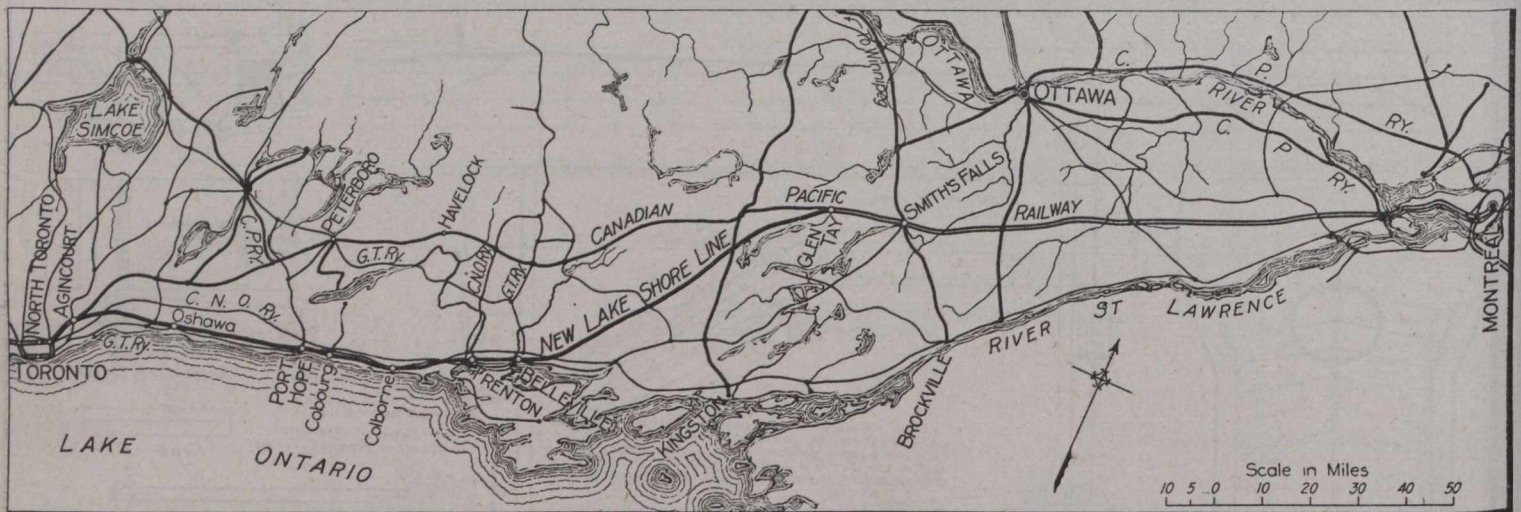 LAKE
SIMCOE
NORTH TORONTO
AGINCOURT
TORONTO
G.T.Ry.
C. N. O. Ry.
Oshawa
C.P.RY.
PETERBORO
G.T.Ry.
HAVELOCK
C.N.O.Ry.
G.T.Ry.
PORT
HOPE
Cobourg
Colborne
TRENTON
BELLEVILLE
KINGSTON
NEW LAKE SHORE LINE
CANADIAN
PACIFIC
RAILWAY
GLEN
TAY
SMITH'S FALLS
To Winnipeg
OTTAWA
OTTAWA
C. P. RY.
RIVER
C. P. RY.
BROCKVILLE
RIVER
ST
LAWRENCE
MONTREAL
LAKE
ONTARIO
Scale in Miles
10 5 0 10 20 30 40 50